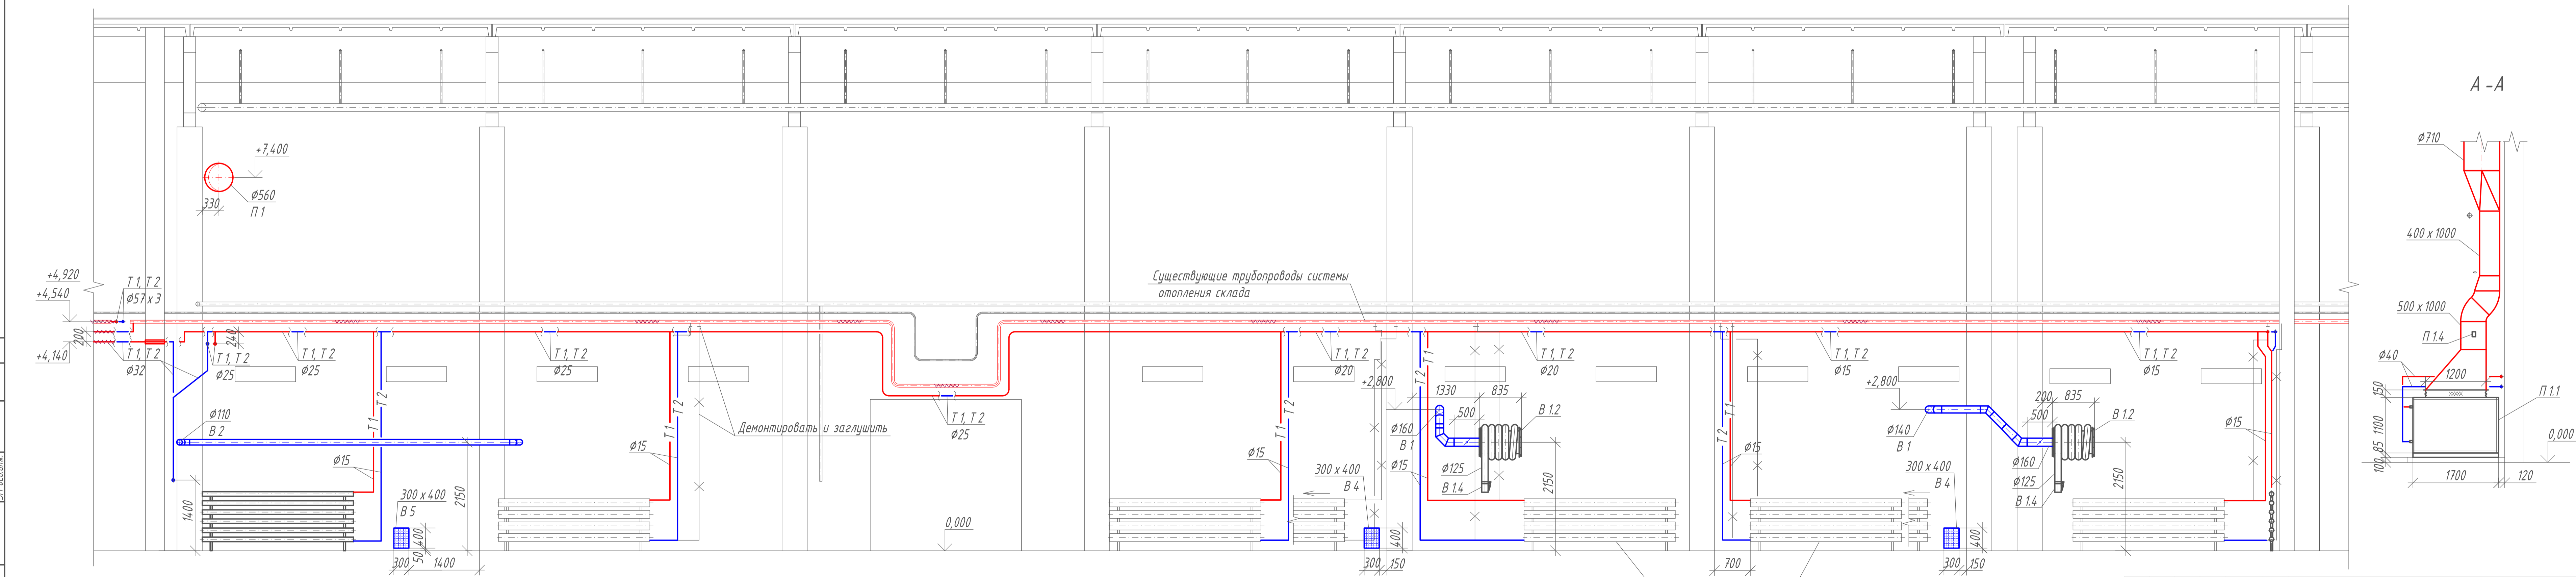 А - А
+7,400
Ø560
П 1
330
+4,920
+4,540
200
+4,140
Т 1, Т 2
Ø57 x 3
Т 1, Т 2
Ø32
240
Т 1, Т 2
Ø25
Т 1, Т 2
Ø25
Т 1, Т 2
Ø25
Существующие трубопроводы системы
отопления склада
Т 1, Т 2
Ø25
Демонтировать и заглушить
Т 1, Т 2
Ø20
Т 1, Т 2
Ø20
Т 1, Т 2
Ø15
Т 1, Т 2
Ø15
Ø110
В 2
Т 1
Т 2
Ø15
1400
300 x 400
В 5
400
50
300
1400
2150
Ø15
Т 1
Т 2
0,000
Т 1
Т 2
Ø15
300 x 400
В 4
400
300
150
+2,800
Т 2
Т 1
1330
835
500
Ø160
В 1
В 1.2
Ø15
Ø125
В 1.4
2150
Т 2
Т 1
Ø15
700
+2,800
200
835
500
Ø140
В 1
В 1.2
Ø160
Ø125
В 1.4
300 x 400
В 4
400
300
150
2150
Ø15
Ø710
400 x 1000
500 x 1000
П 1.4
Ø40
1200
150
1100
85
100
П 1.1
0,000
1700
120